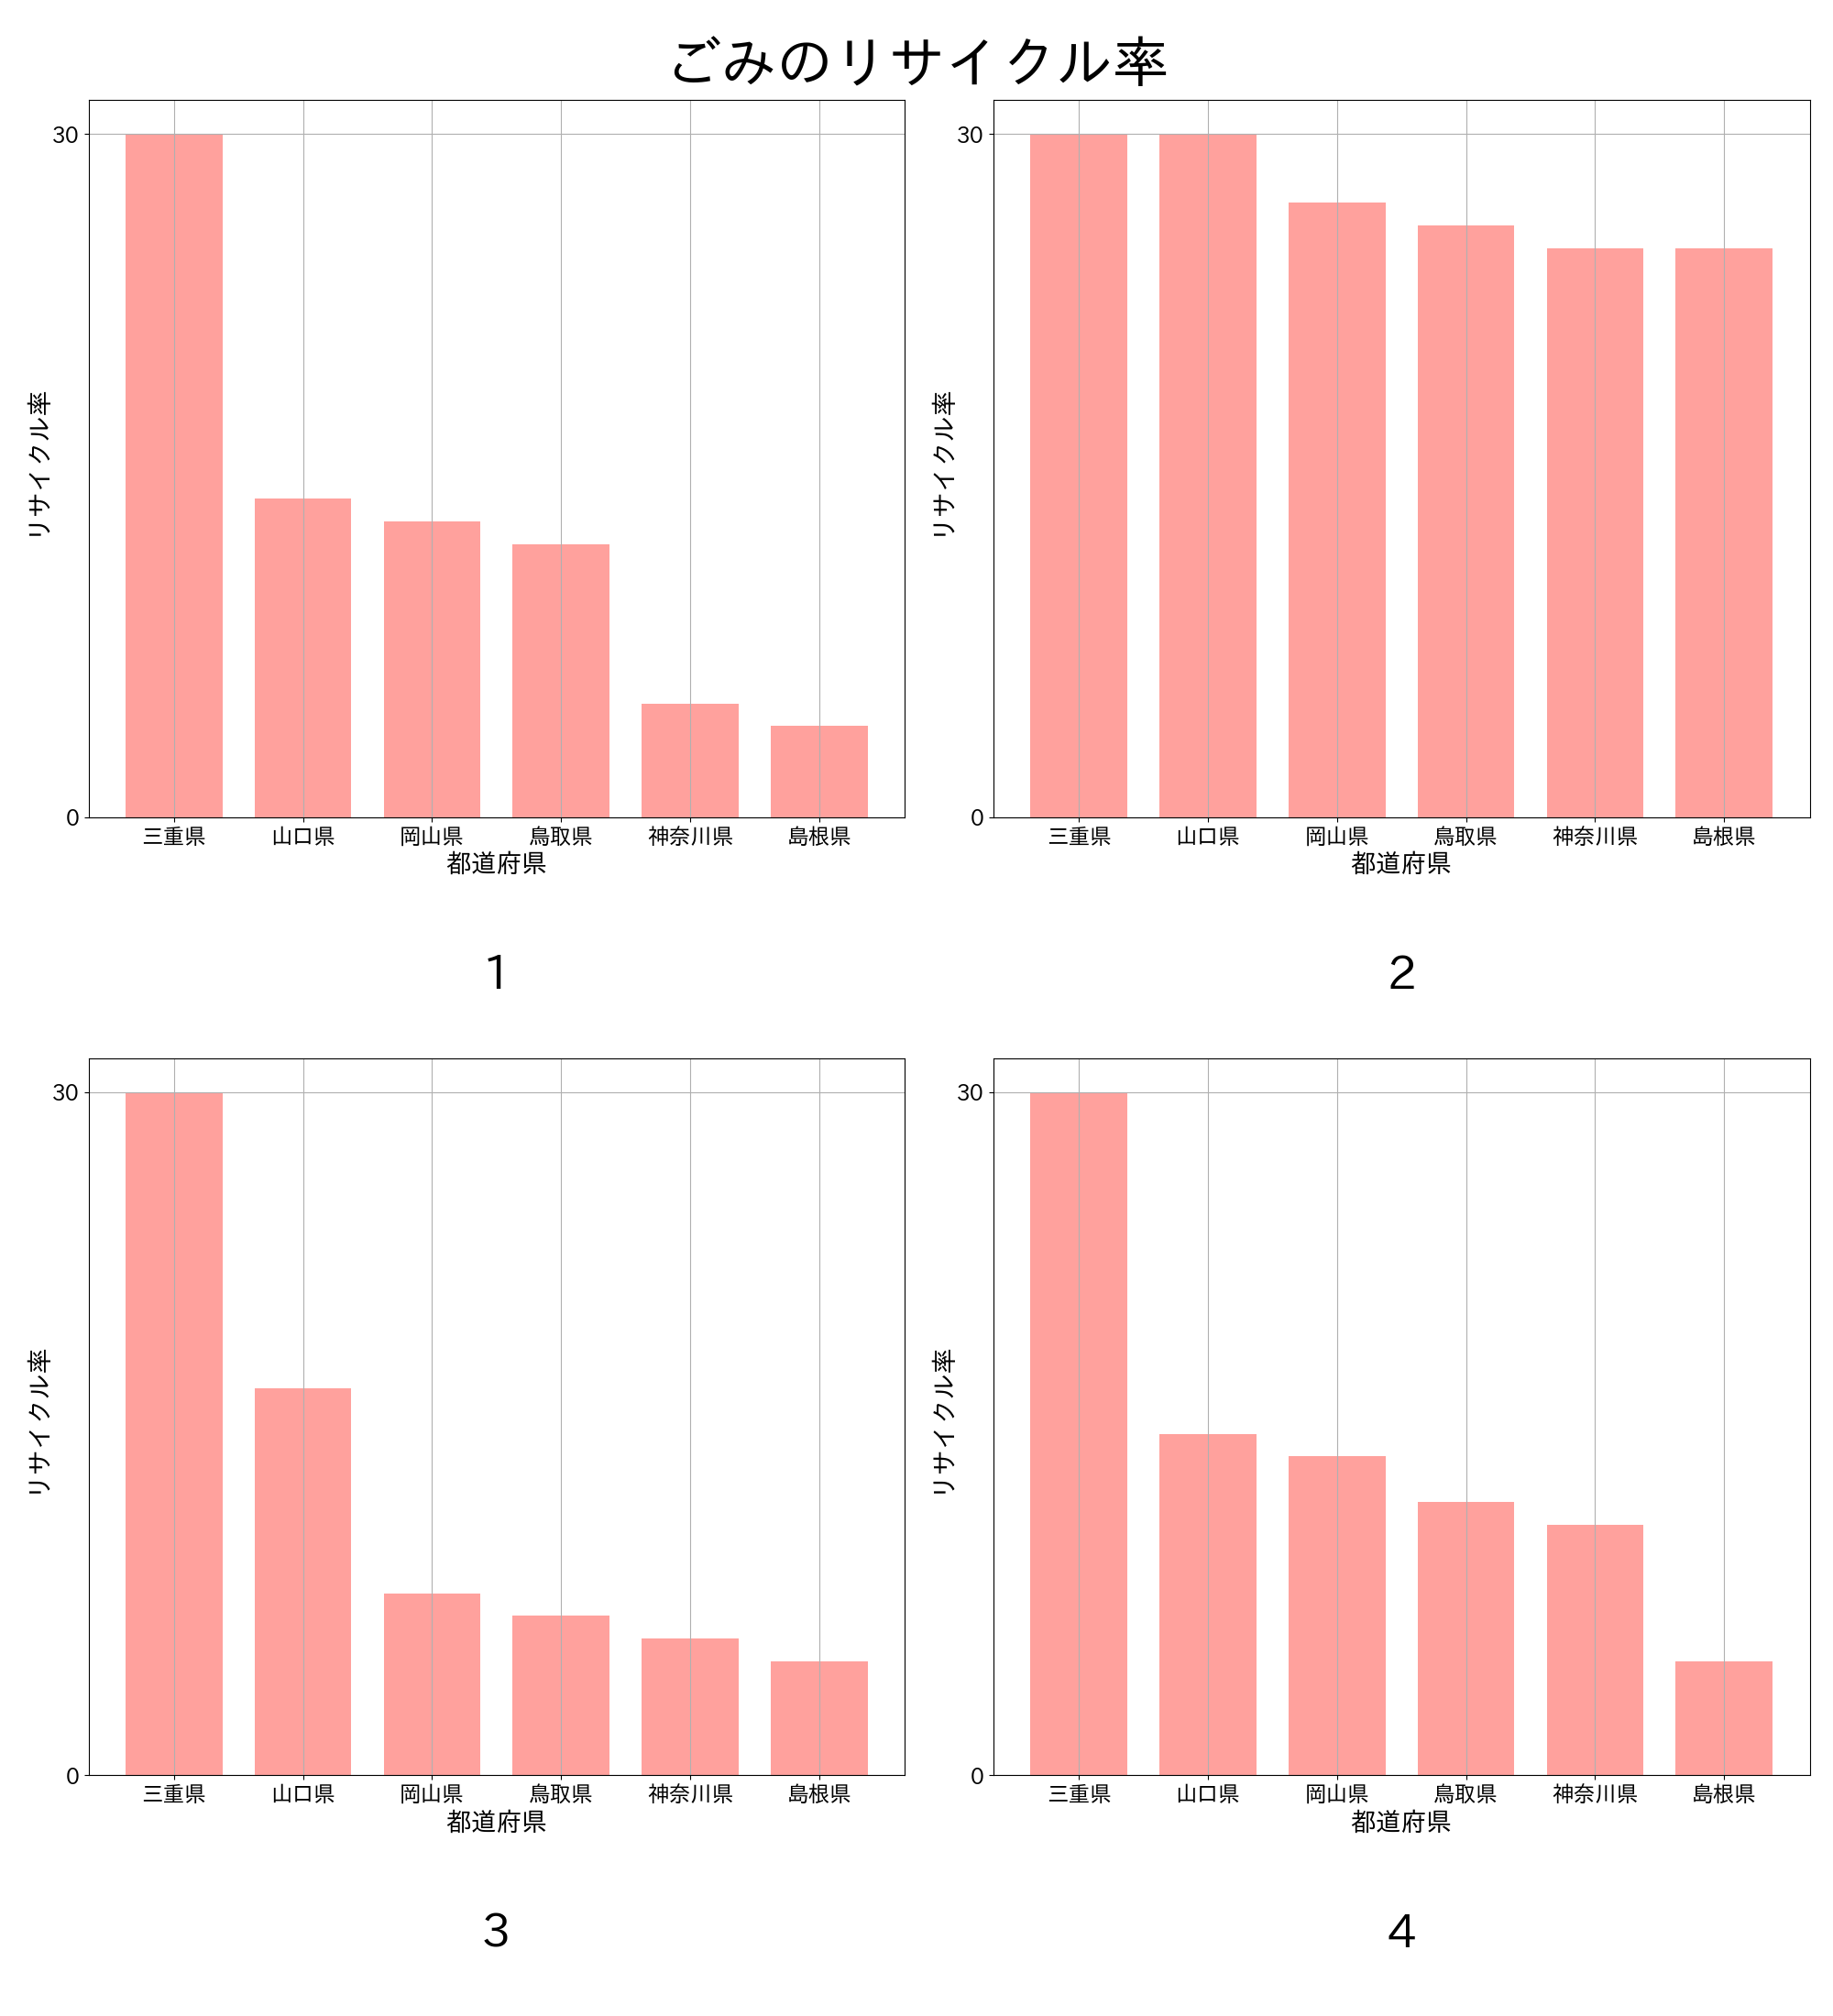 ごみのリサイクル率
30
0
リサイクル率
三重県 山口県 岡山県 鳥取県 神奈川県 島根県
都道府県
1
30
0
リサイクル率
三重県 山口県 岡山県 鳥取県 神奈川県 島根県
都道府県
2
30
0
リサイクル率
三重県 山口県 岡山県 鳥取県 神奈川県 島根県
都道府県
3
30
0
リサイクル率
三重県 山口県 岡山県 鳥取県 神奈川県 島根県
都道府県
4